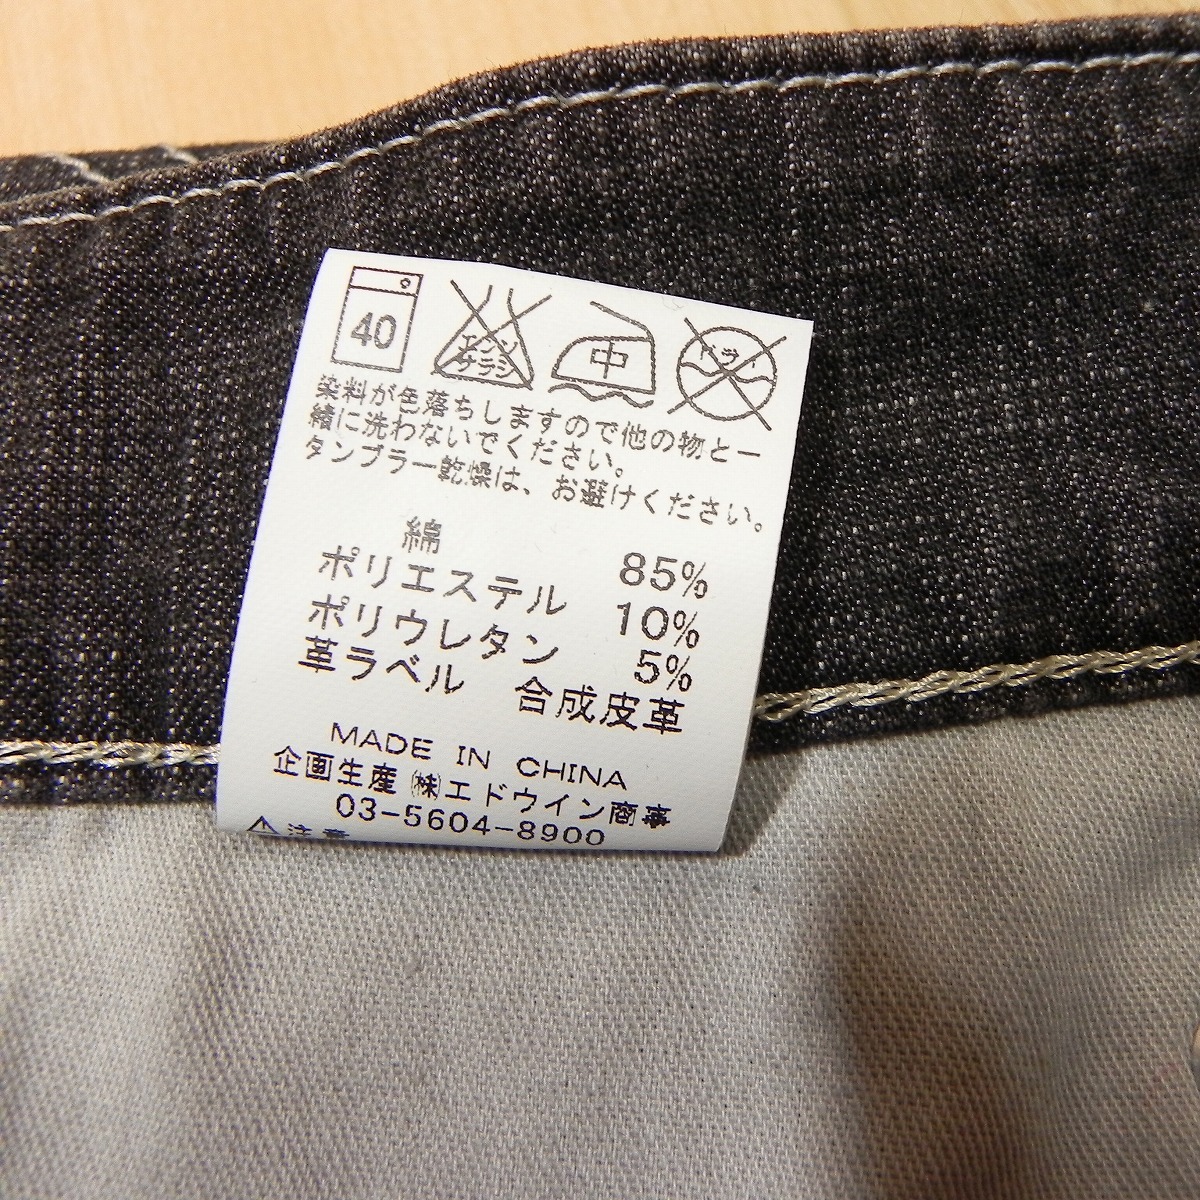 40 エンソサラシ 中 ドライ
染料が色落ちしますので他の物と一
緒に洗わないでください。
タンブラー乾燥は、お避けください。
綿 85%
ポリエステル 10%
ポリウレタン 5%
革ラベル 合成皮革
MADE IN CHINA
企画生産 ㈱エドウイン商事
03-5604-8900
注意